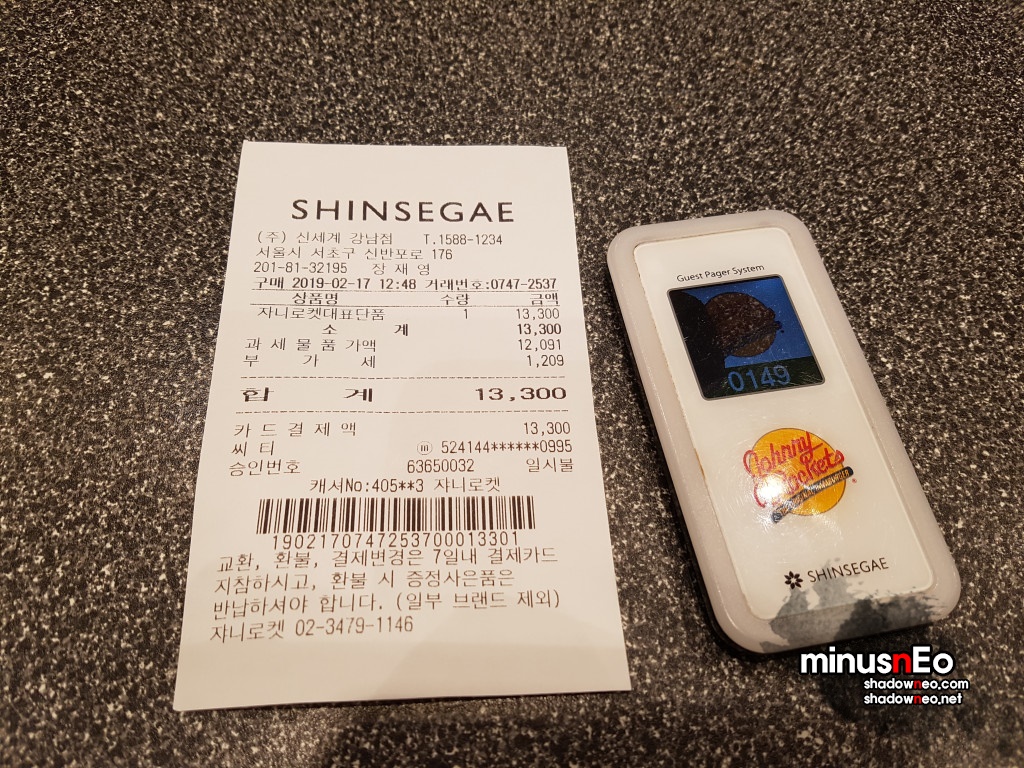 SHINSEGAE
(주) 신세계 강남점 T.1588-1234
서울시 서초구 신반포로 176
201-81-32195 장 재 영
구매 2019-02-17 12:48 거래번호:0747-2537
상품명 수량 금액
자니로켓대표단품 1 13,300
소 계 13,300
과 세 물 품 가액 12,091
부 가 세 1,209
합 계 13,300
카 드 결 제 액 13,300
씨 티 ⓜ 524144******0995
승인번호 63650032 일시불
캐셔No:405**3 자니로켓
1902170747253700013301
교환, 환불, 결제변경은 7일내 결제카드
지참하시고, 환불 시 증정사은품은
반납하셔야 합니다. (일부 브랜드 제외)
자니로켓 02-3479-1146
Guest Pager System
0149
Johnny Rockets
SHINSEGAE
minusnEo
shadowneo.com
shadowneo.net